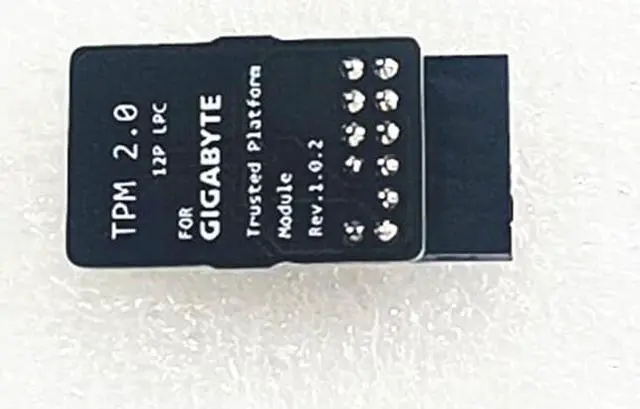 TPM 2.0
12P LPC
FOR
GIGABYTE
Trusted Platform
Module
Rev.1.0.2